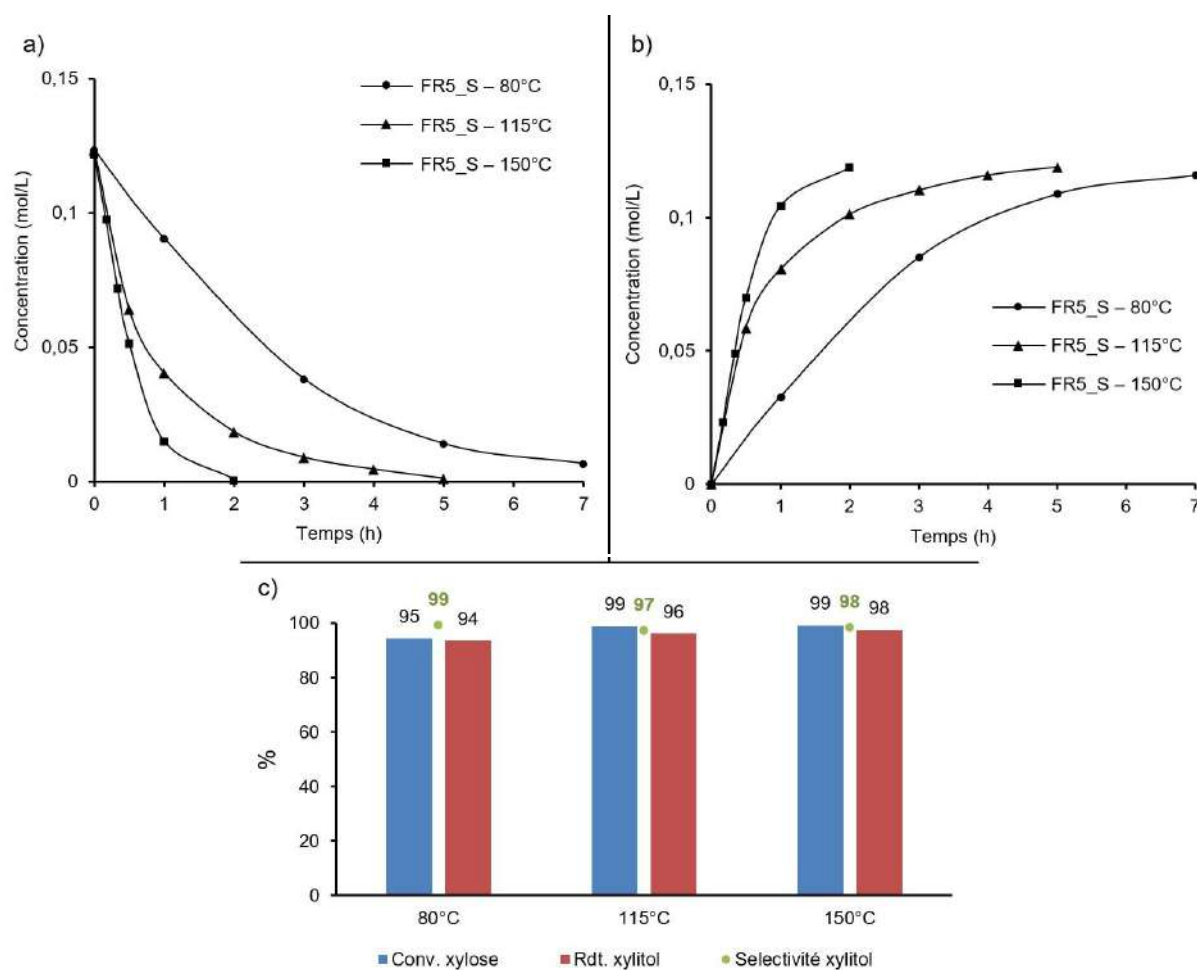 a)
0,15
0,1
0,05
0
Concentration (mol/L)
FR5_S – 80°C
FR5_S – 115°C
FR5_S – 150°C
0 1 2 3 4 5 6 7
Temps (h)
b)
0,15
0,1
0,05
0
Concentration (mol/L)
FR5_S – 80°C
FR5_S – 115°C
FR5_S – 150°C
0 1 2 3 4 5 6 7
Temps (h)
c)
100
80
60
40
20
0
%
95 99 94
99 97 96
99 98 98
80°C 115°C 150°C
Conv. xylose Rdt. xylitol Selectivité xylitol